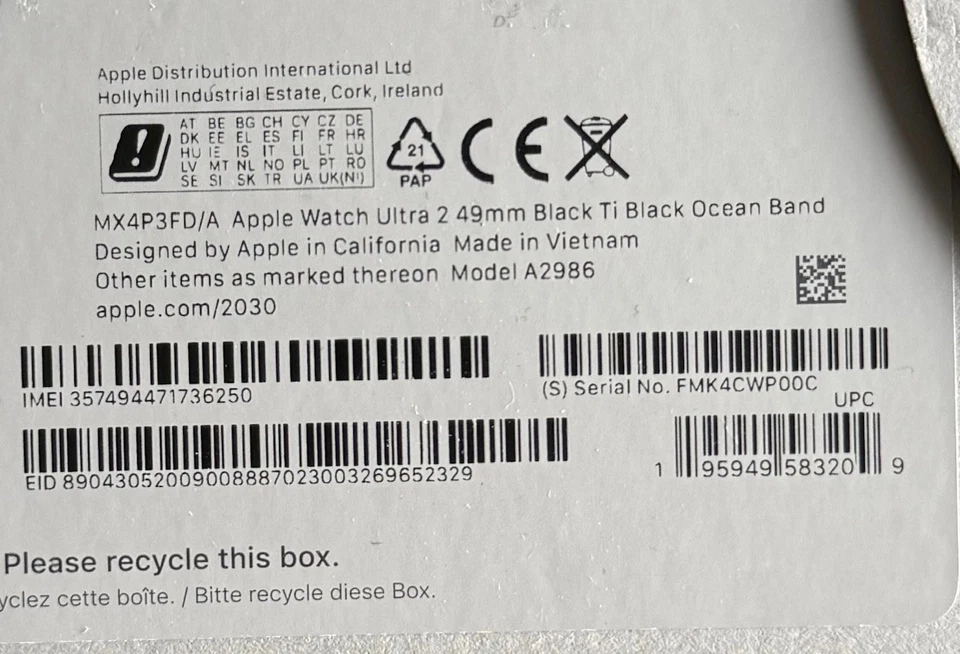 Apple Distribution International Ltd
Hollyhill Industrial Estate, Cork, Ireland
AT BE BG CH CY CZ DE
DK EE EL ES FI FR HR
HU IE IS IT LI LT LU
LV MT NL NO PL PT RO
SE SI SK TR UA UK(NI)
21
PAP
CE
MX4P3FD/A Apple Watch Ultra 2 49mm Black Ti Black Ocean Band
Designed by Apple in California Made in Vietnam
Other items as marked thereon Model A2986
apple.com/2030
IMEI 357494471736250
(S) Serial No. FMK4CWP00C
UPC
EID 89043052009008887023003269652329
1 95949 58320 9
Please recycle this box.
yclez cette boîte. / Bitte recycle diese Box.